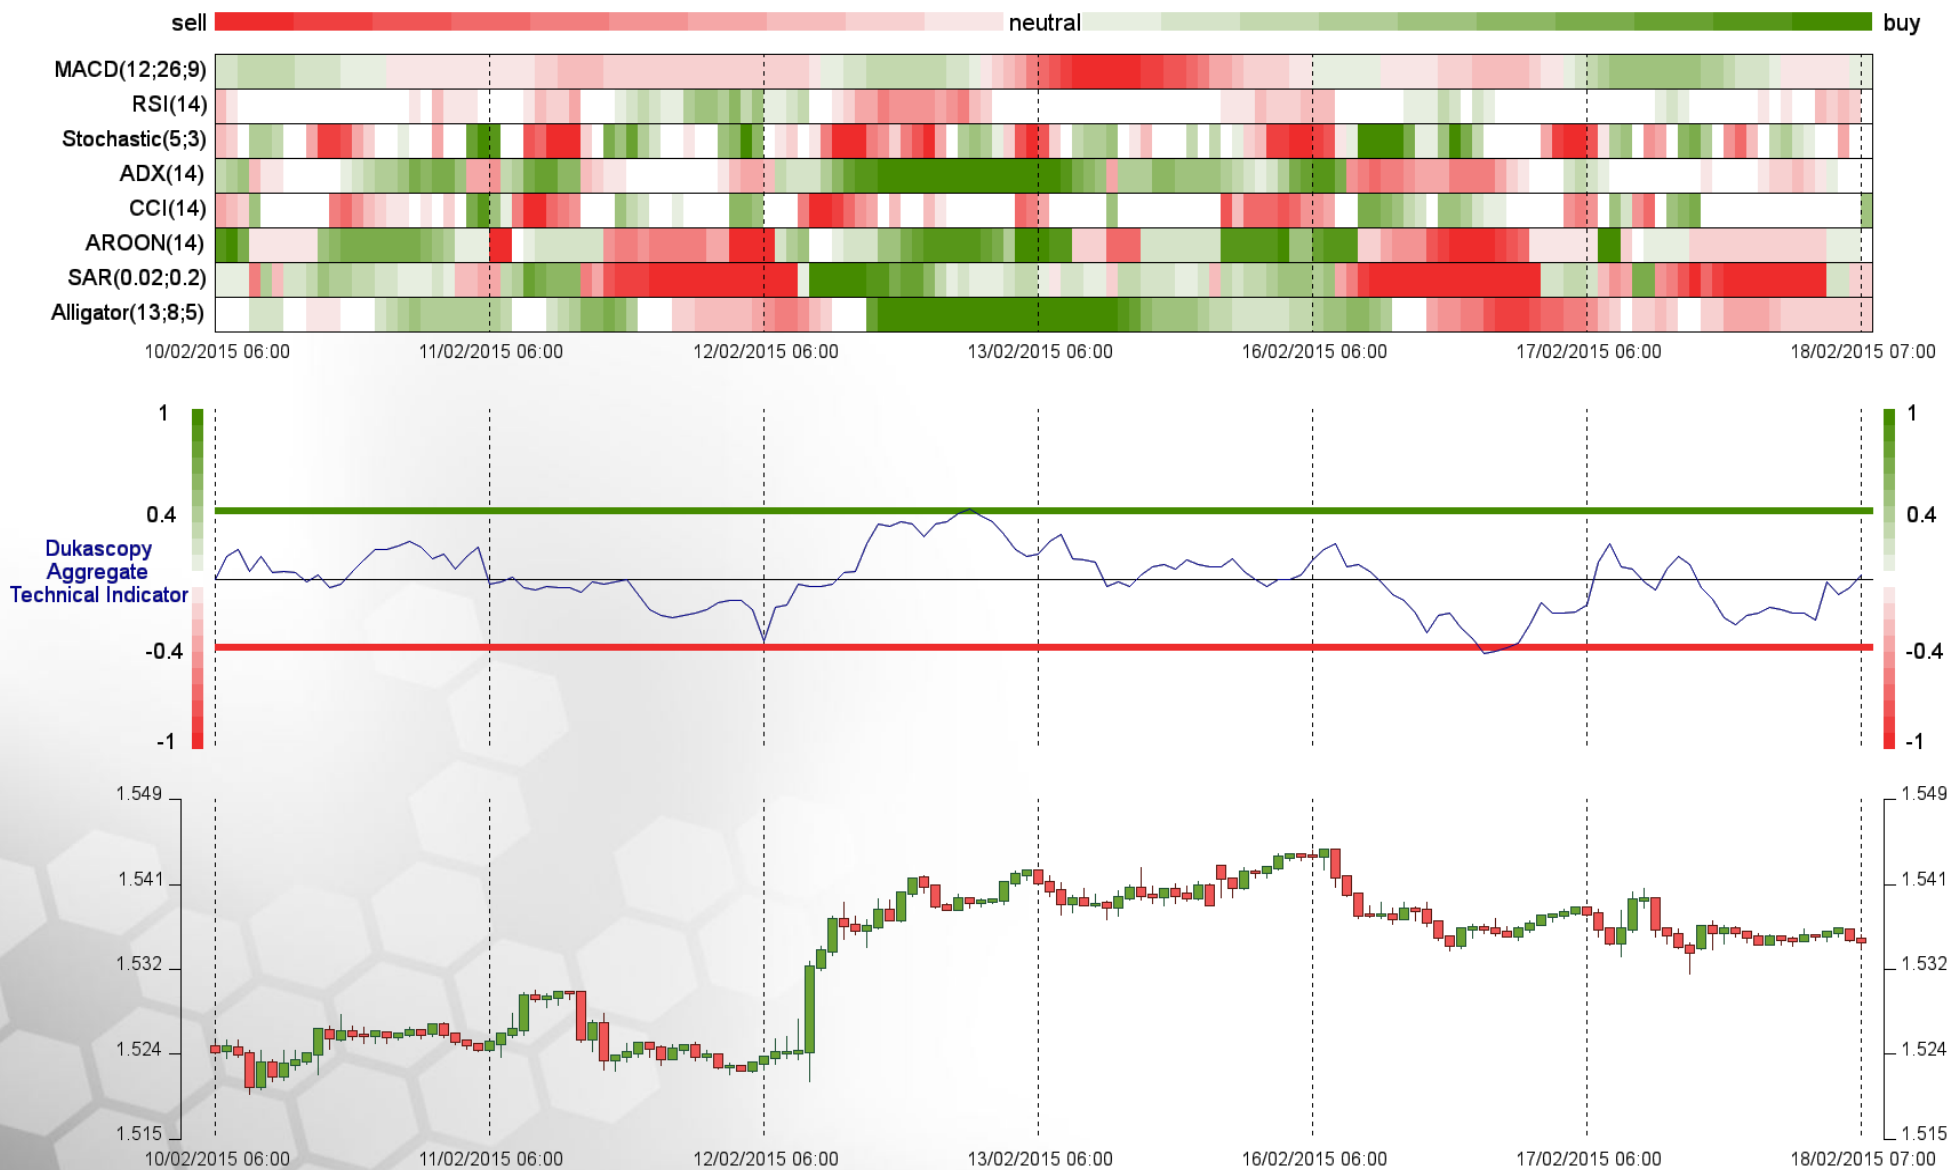 sell neutral buy
MACD(12;26;9)
RSI(14)
Stochastic(5;3)
ADX(14)
CCI(14)
AROON(14)
SAR(0.02;0.2)
Alligator(13;8;5)
10/02/2015 06:00 11/02/2015 06:00 12/02/2015 06:00 13/02/2015 06:00 16/02/2015 06:00 17/02/2015 06:00 18/02/2015 07:00
1 1
0.4 0.4
Dukascopy
Aggregate
Technical Indicator
-0.4 -0.4
-1 -1
1.549 1.549
1.541 1.541
1.532 1.532
1.524 1.524
1.515 1.515
10/02/2015 06:00 11/02/2015 06:00 12/02/2015 06:00 13/02/2015 06:00 16/02/2015 06:00 17/02/2015 06:00 18/02/2015 07:00